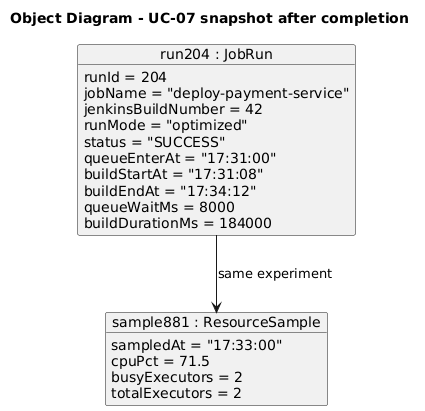 Object Diagram - UC-07 snapshot after completion
run204 : JobRun
runId = 204
jobName = "deploy-payment-service"
jenkinsBuildNumber = 42
runMode = "optimized"
status = "SUCCESS"
queueEnterAt = "17:31:00"
buildStartAt = "17:31:08"
buildEndAt = "17:34:12"
queueWaitMs = 8000
buildDurationMs = 184000
same experiment
sample881 : ResourceSample
sampledAt = "17:33:00"
cpuPct = 71.5
busyExecutors = 2
totalExecutors = 2